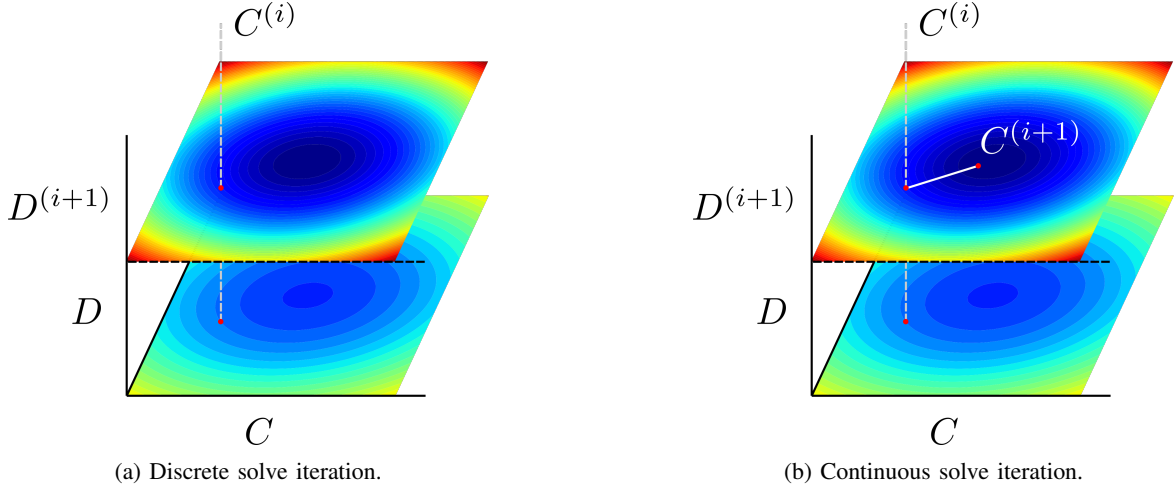 C^{(i)}
D^{(i+1)}
D
C
(a) Discrete solve iteration.
C^{(i)}
C^{(i+1)}
D^{(i+1)}
D
C
(b) Continuous solve iteration.